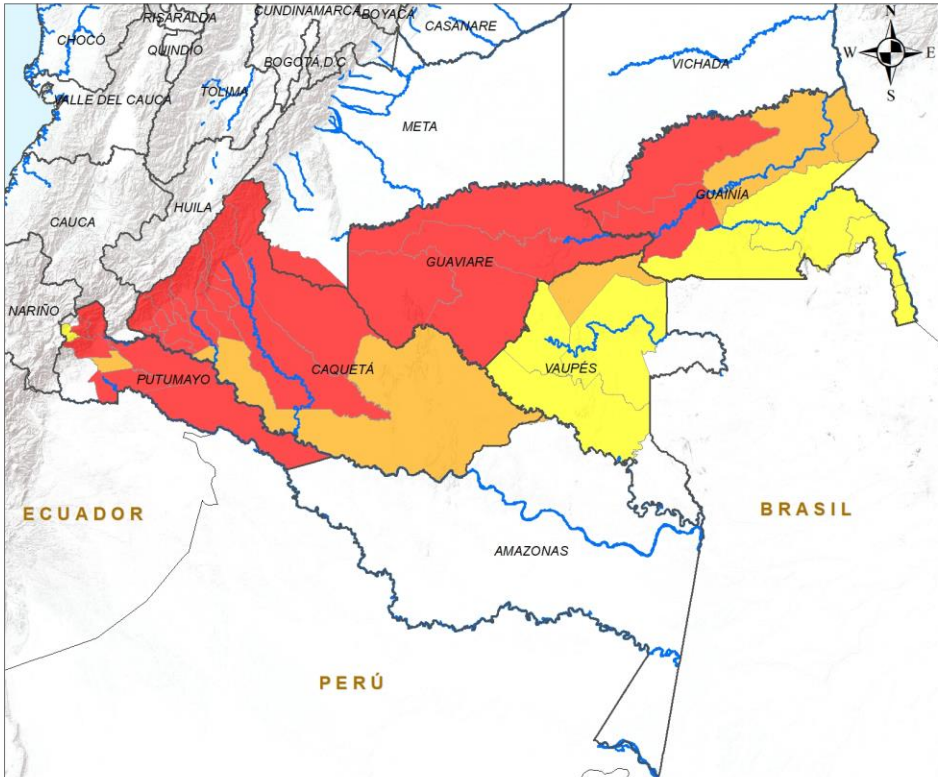 CUNDINAMARCA
BOYACÁ
RISARALDA
CASANARE
N
CHOCÓ
QUINDIO
W
E
BOGOTÁ D.C
VICHADA
S
TOLIMA
VALLE DEL CAUCA
META
GUAINÍA
HUILA
CAUCA
GUAVIARE
NARIÑO
CAQUETÁ
VAUPÉS
PUTUMAYO
ECUADOR
BRASIL
AMAZONAS
PERÚ